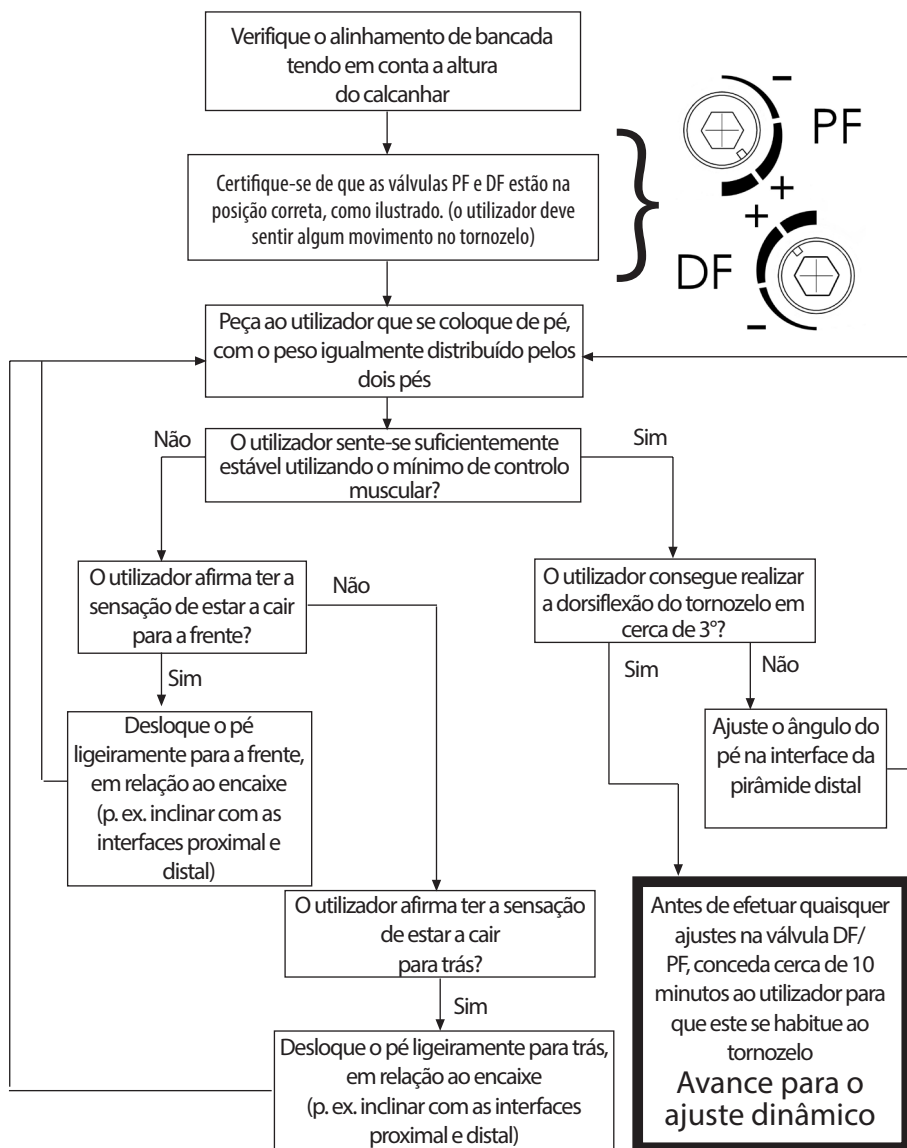 Verifique o alinhamento de bancada
tendo em conta a altura
do calcanhar
Certifique-se de que as válvulas PF e DF estão na
posição correta, como ilustrado. (o utilizador deve
sentir algum movimento no tornozelo)
-
PF
+
+
DF
-
Peça ao utilizador que se coloque de pé,
com o peso igualmente distribuído pelos
dois pés
Não
O utilizador sente-se suficientemente
estável utilizando o mínimo de controlo
muscular?
Sim
O utilizador afirma ter a
sensação de estar a cair
para a frente?
Não
Sim
O utilizador consegue realizar
a dorsiflexão do tornozelo em
cerca de 3°?
Sim
Não
Desloque o pé
ligeiramente para a frente,
em relação ao encaixe
(p. ex. inclinar com as
interfaces proximal e
distal)
Ajuste o ângulo do
pé na interface da
pirâmide distal
O utilizador afirma ter a sensação
de estar a cair
para trás?
Sim
Desloque o pé ligeiramente para trás,
em relação ao encaixe
(p. ex. inclinar com as interfaces
proximal e distal)
Antes de efetuar quaisquer
ajustes na válvula DF/
PF, conceda cerca de 10
minutos ao utilizador para
que este se habitue ao
tornozelo
Avance para o
ajuste dinâmico